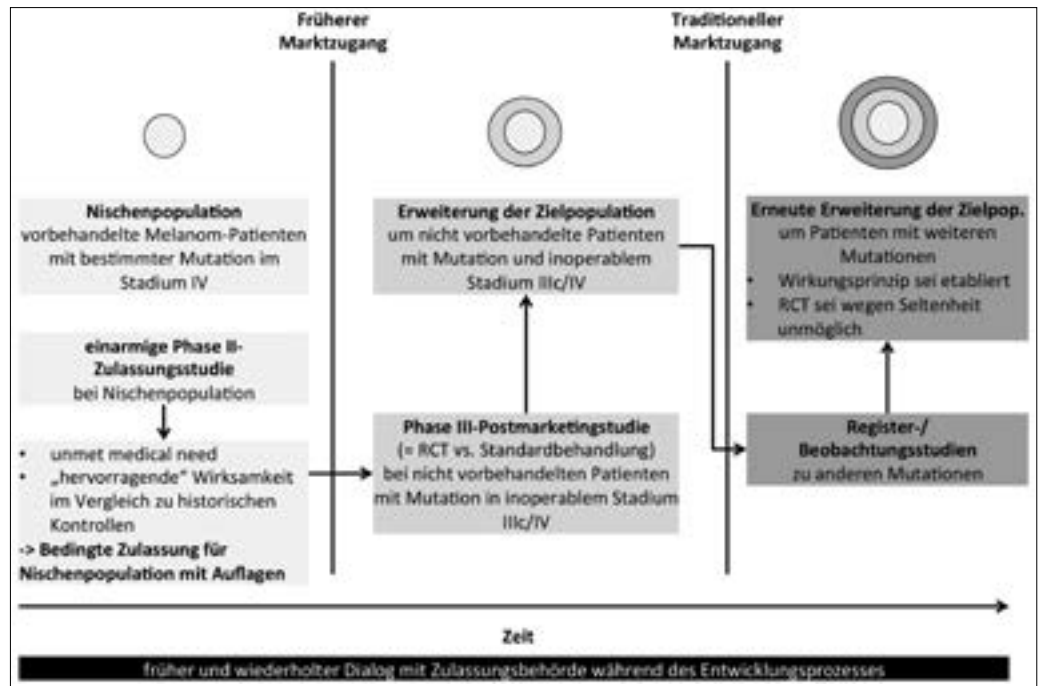 Früherer
Marktzugang
Traditioneller
Marktzugang
Nischenpopulation
vorbehandelte Melanom-Patienten
mit bestimmter Mutation im
Stadium IV
einarmige Phase II-
Zulassungsstudie
bei Nischenpopulation
• unmet medical need
• „hervorragende“ Wirksamkeit
im Vergleich zu historischen
Kontrollen
-> Bedingte Zulassung für
Nischenpopulation mit Auflagen
Erweiterung der Zielpopulation
um nicht vorbehandelte Patienten
mit Mutation und inoperablem
Stadium IIIc/IV
Phase III-Postmarketingstudie
(= RCT vs. Standardbehandlung)
bei nicht vorbehandelten Patienten
mit Mutation in inoperablem Stadium
IIIc/IV
Erneute Erweiterung der Zielpop.
um Patienten mit weiteren
Mutationen
• Wirkungsprinzip sei etabliert
• RCT sei wegen Seltenheit
unmöglich
Register-/
Beobachtungsstudien
zu anderen Mutationen
Zeit
früher und wiederholter Dialog mit Zulassungsbehörde während des Entwicklungsprozesses